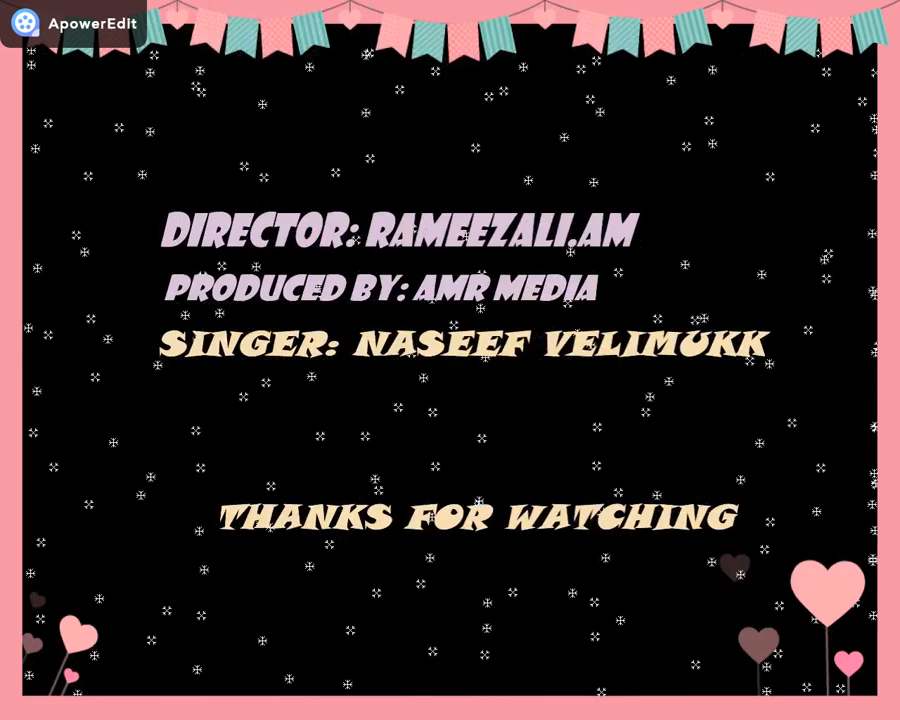 ApowerEdit
DIRECTOR: RAMEEZALI.AM
PRODUCED BY: AMR MEDIA
SINGER: NASEEF VELIMUKK
THANKS FOR WATCHING